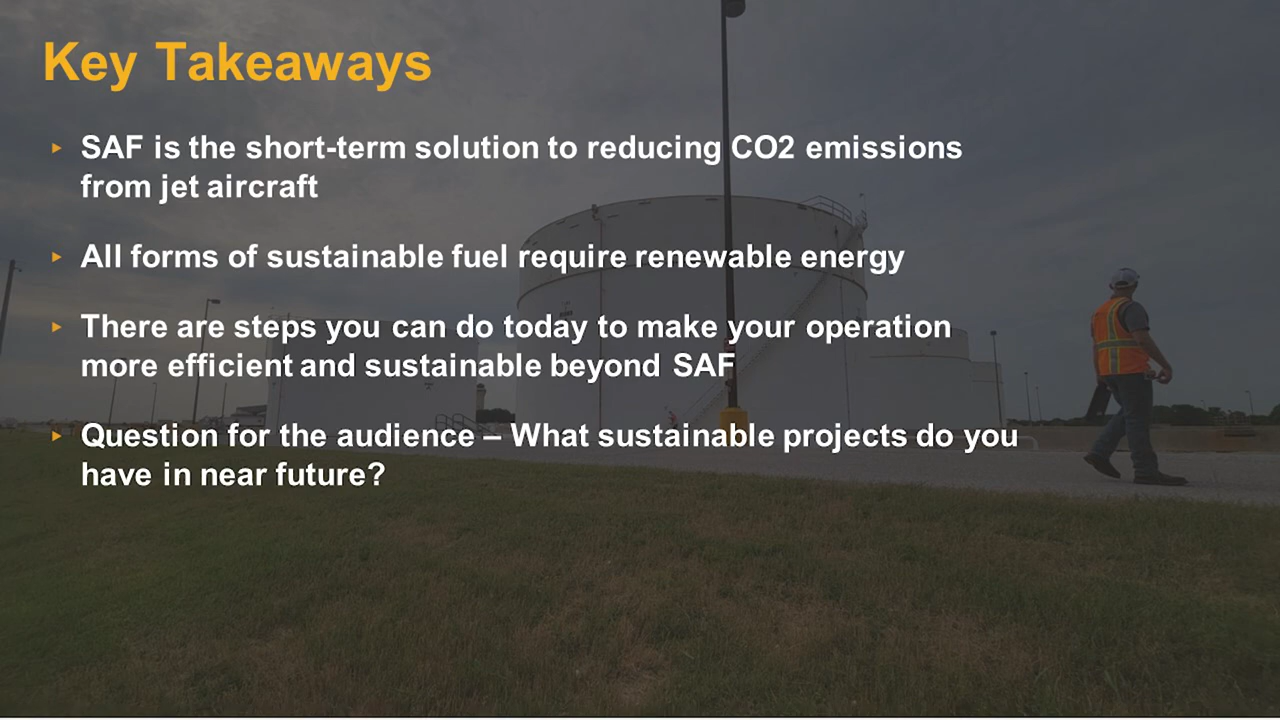 Key Takeaways
SAF is the short-term solution to reducing CO2 emissions
from jet aircraft
All forms of sustainable fuel require renewable energy
There are steps you can do today to make your operation
more efficient and sustainable beyond SAF
Question for the audience – What sustainable projects do you
have in near future?